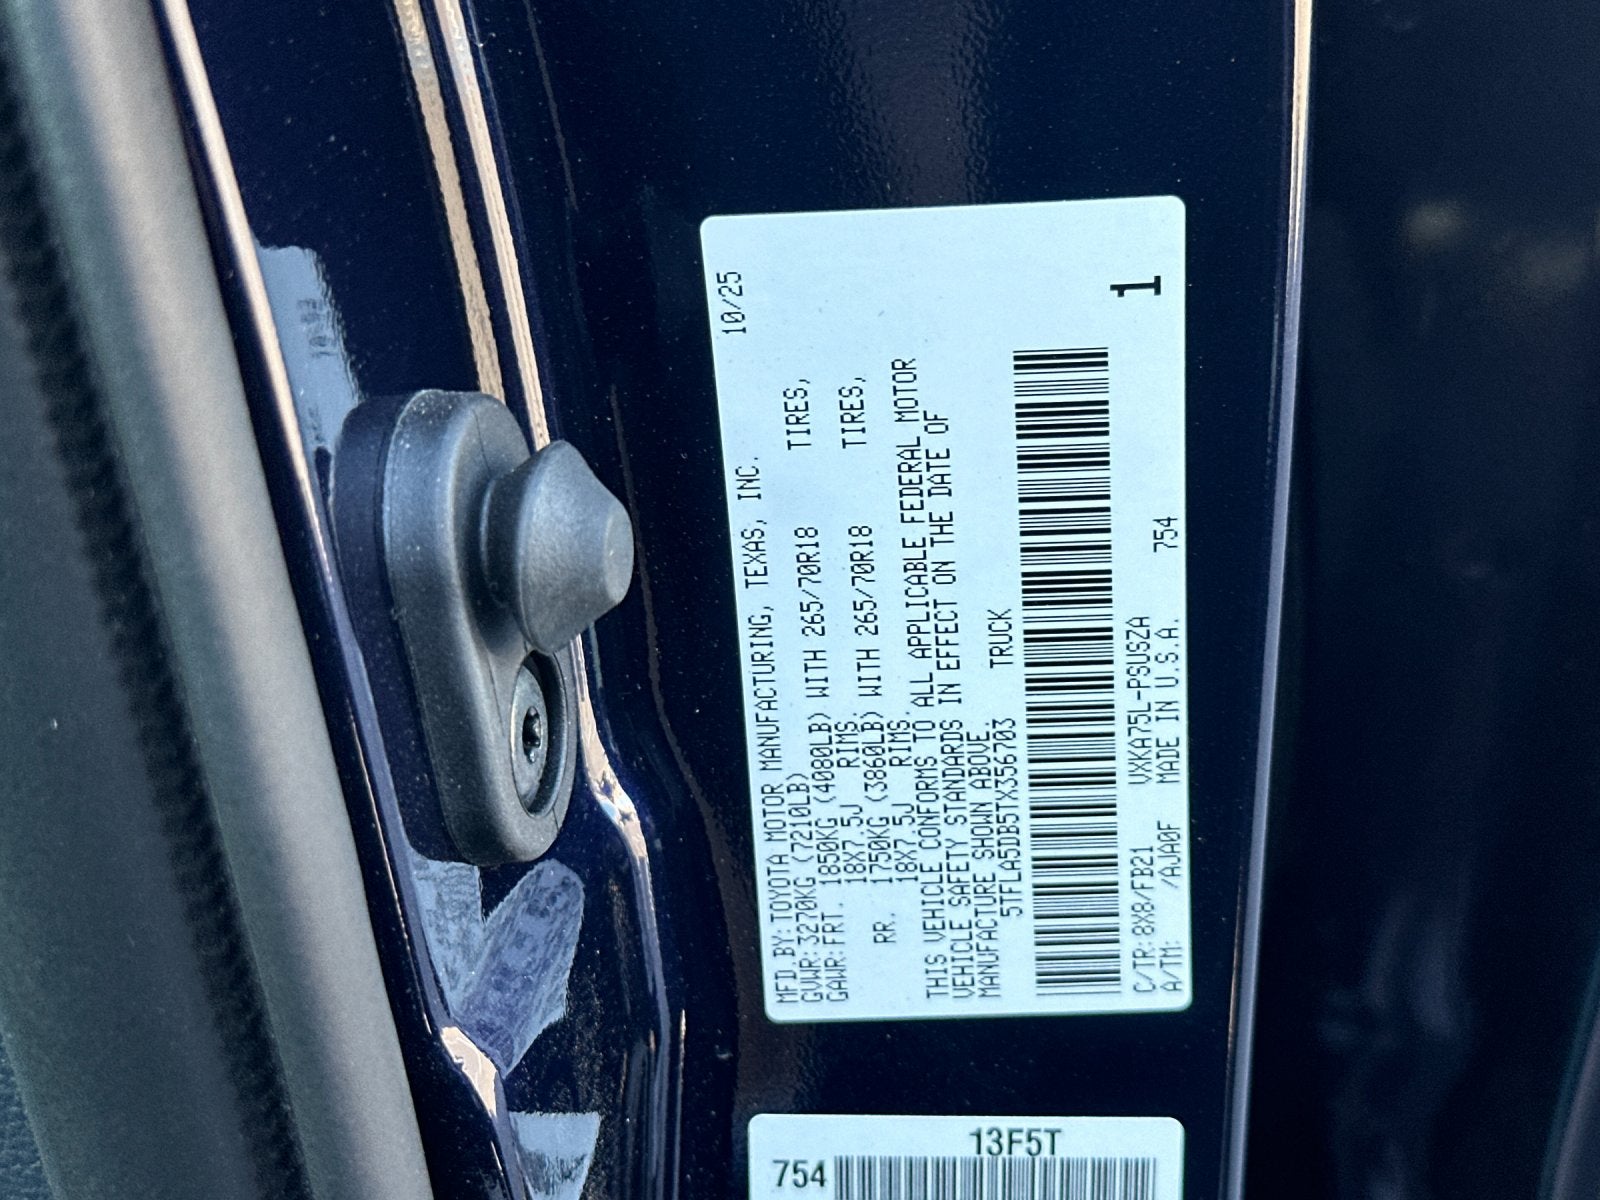 MFD BY: TOYOTA MOTOR MANUFACTURING, TEXAS, INC. 10/25
GVWR: 3270KG (7210LB)
GAWR: FRT. 1850KG (4080LB) WITH 265/70R18 TIRES,
18X7.5J RIMS.
RR. 1750KG (3860LB) WITH 265/70R18 TIRES,
18X7.5J RIMS.
THIS VEHICLE CONFORMS TO ALL APPLICABLE FEDERAL MOTOR
VEHICLE SAFETY STANDARDS IN EFFECT ON THE DATE OF
MANUFACTURE SHOWN ABOVE.
5TFLA5DB5TX356703 TRUCK
C/TR: 8X8/FB21 VXKA75L-PSUSZA
A/TM: /AJA0F MADE IN U.S.A. 754
1
13F5T
754